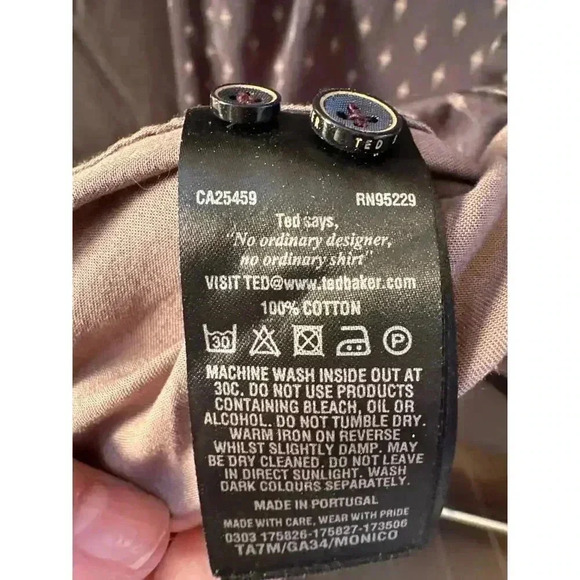 TED
CA25459 RN95229
Ted says,
"No ordinary designer,
no ordinary shirt"
VISIT TED@www.tedbaker.com
100% COTTON
30 P
MACHINE WASH INSIDE OUT AT
30C. DO NOT USE PRODUCTS
CONTAINING BLEACH, OIL OR
ALCOHOL. DO NOT TUMBLE DRY.
WARM IRON ON REVERSE
WHILST SLIGHTLY DAMP. MAY
BE DRY CLEANED. DO NOT LEAVE
IN DIRECT SUNLIGHT. WASH
DARK COLOURS SEPARATELY.
MADE IN PORTUGAL
MADE WITH CARE, WEAR WITH PRIDE
0303 175826-175827-173506
TA7M/GA34/MONICO